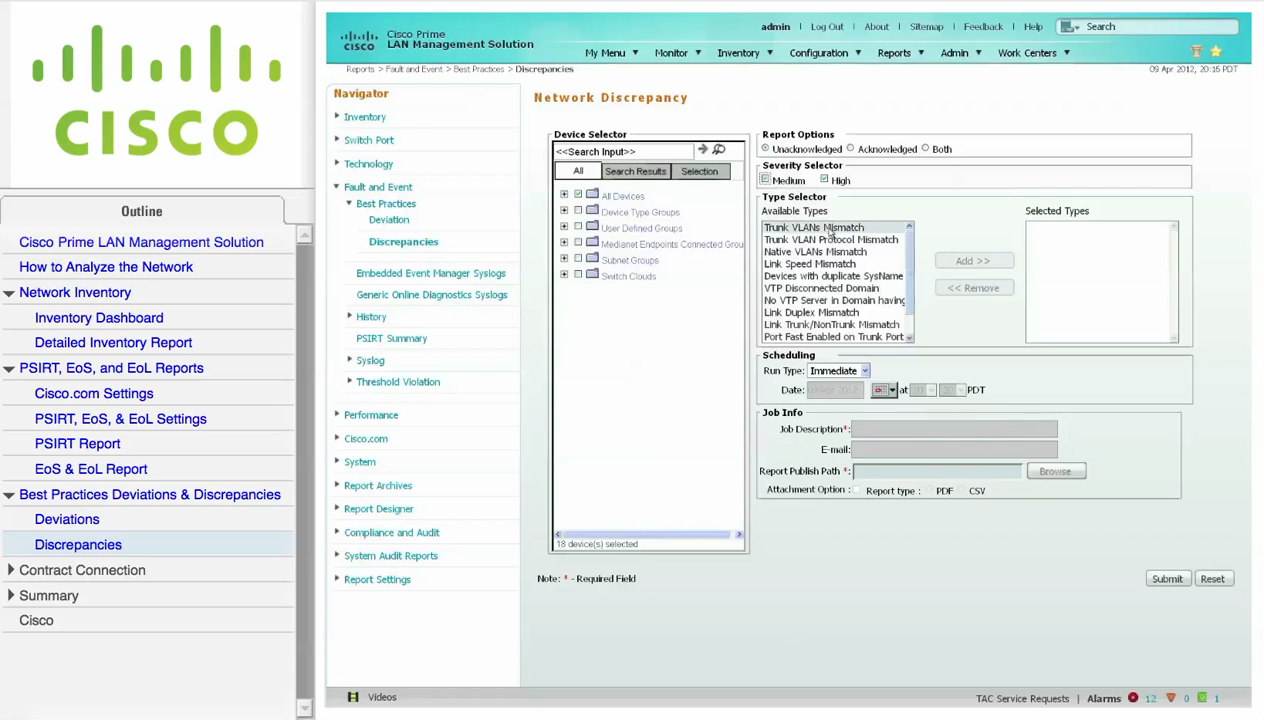 CISCO
Outline
Cisco Prime LAN Management Solution
How to Analyze the Network
Network Inventory
Inventory Dashboard
Detailed Inventory Report
PSIRT, EoS, and EoL Reports
Cisco.com Settings
PSIRT, EoS, & EoL Settings
PSIRT Report
EoS & EoL Report
Best Practices Deviations & Discrepancies
Deviations
Discrepancies
Contract Connection
Summary
Cisco
admin | Log Out | About | Sitemap | Feedback | Help
Search
CISCO
Cisco Prime
LAN Management Solution
My Menu Monitor Inventory Configuration Reports Admin Work Centers
Reports > Fault and Event > Best Practices > Discrepancies
09 Apr 2012, 20:16 PDT
Navigator
Inventory
Switch Port
Technology
Fault and Event
Best Practices
Deviation
Discrepancies
Embedded Event Manager Syslogs
Generic Online Diagnostics Syslogs
History
PSIRT Summary
Syslog
Threshold Violation
Performance
Cisco.com
System
Report Archives
Report Designer
Compliance and Audit
System Audit Reports
Report Settings
Network Discrepancy
Device Selector
<<Search Input>>
All Search Results Selection
All Devices
Device Type Groups
User Defined Groups
Medianet Endpoints Connected Grou
Subnet Groups
Switch Clouds
18 device(s) selected
Report Options
Unacknowledged Acknowledged Both
Severity Selector
Medium High
Type Selector
Available Types
Selected Types
Trunk VLANs Mismatch
Trunk VLAN Protocol Mismatch
Native VLANs Mismatch
Link Speed Mismatch
Devices with duplicate SysName
VTP Disconnected Domain
No VTP Server in Domain having
Link Duplex Mismatch
Link Trunk/NonTrunk Mismatch
Port Fast Enabled on Trunk Port
Add >>
<< Remove
Scheduling
Run Type: Immediate
Date: at PDT
Job Info
Job Description*:
E-mail:
Report Publish Path *: Browse
Attachment Option : Report type : PDF CSV
Note: * - Required Field
Submit Reset
Videos
TAC Service Requests | Alarms 12 0 1